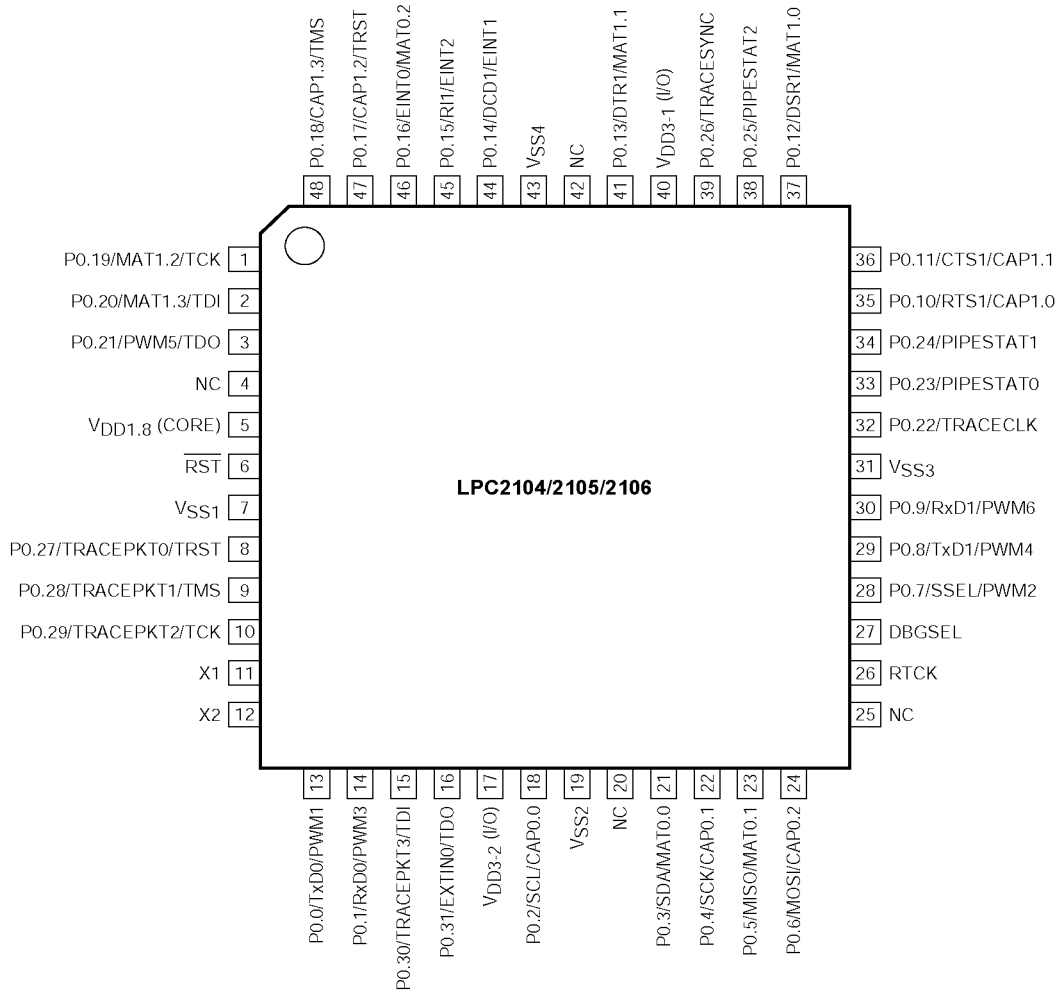 P0.18/CAP1.3/TMS
P0.17/CAP1.2/TRST
P0.16/EINT0/MAT0.2
P0.15/RI1/EINT2
P0.14/DCD1/EINT1
VSS4
NC
P0.13/DTR1/MAT1.1
VDD3-1 (I/O)
P0.26/TRACESYNC
P0.25/PIPESTAT2
P0.12/DSR1/MAT1.0
48
47
46
45
44
43
42
41
40
39
38
37
P0.19/MAT1.2/TCK 1
P0.20/MAT1.3/TDI 2
P0.21/PWM5/TDO 3
NC 4
VDD1.8 (CORE) 5
RST 6
VSS1 7
P0.27/TRACEPKT0/TRST 8
P0.28/TRACEPKT1/TMS 9
P0.29/TRACEPKT2/TCK 10
X1 11
X2 12
LPC2104/2105/2106
36 P0.11/CTS1/CAP1.1
35 P0.10/RTS1/CAP1.0
34 P0.24/PIPESTAT1
33 P0.23/PIPESTAT0
32 P0.22/TRACECLK
31 VSS3
30 P0.9/RxD1/PWM6
29 P0.8/TxD1/PWM4
28 P0.7/SSEL/PWM2
27 DBGSEL
26 RTCK
25 NC
13
14
15
16
17
18
19
20
21
22
23
24
P0.0/TxD0/PWM1
P0.1/RxD0/PWM3
P0.30/TRACEPKT3/TDI
P0.31/EXTIN0/TDO
VDD3-2 (I/O)
P0.2/SCL/CAP0.0
VSS2
NC
P0.3/SDA/MAT0.0
P0.4/SCK/CAP0.1
P0.5/MISO/MAT0.1
P0.6/MOSI/CAP0.2